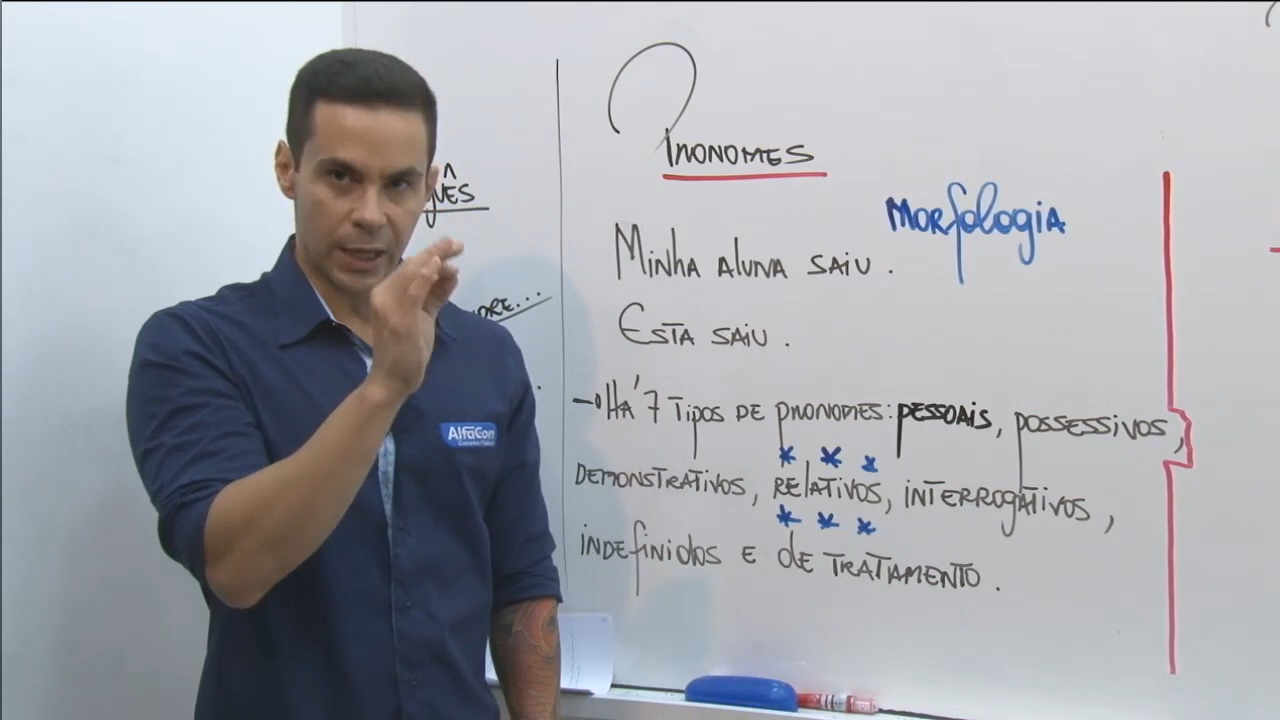 Pronomes
Morfologia
Minha aluna saiu.
Esta saiu.
Há 7 tipos de pronomes: pessoais, possessivos,
demonstrativos, relativos, interrogativos,
indefinidos e de tratamento.
AlfaCon